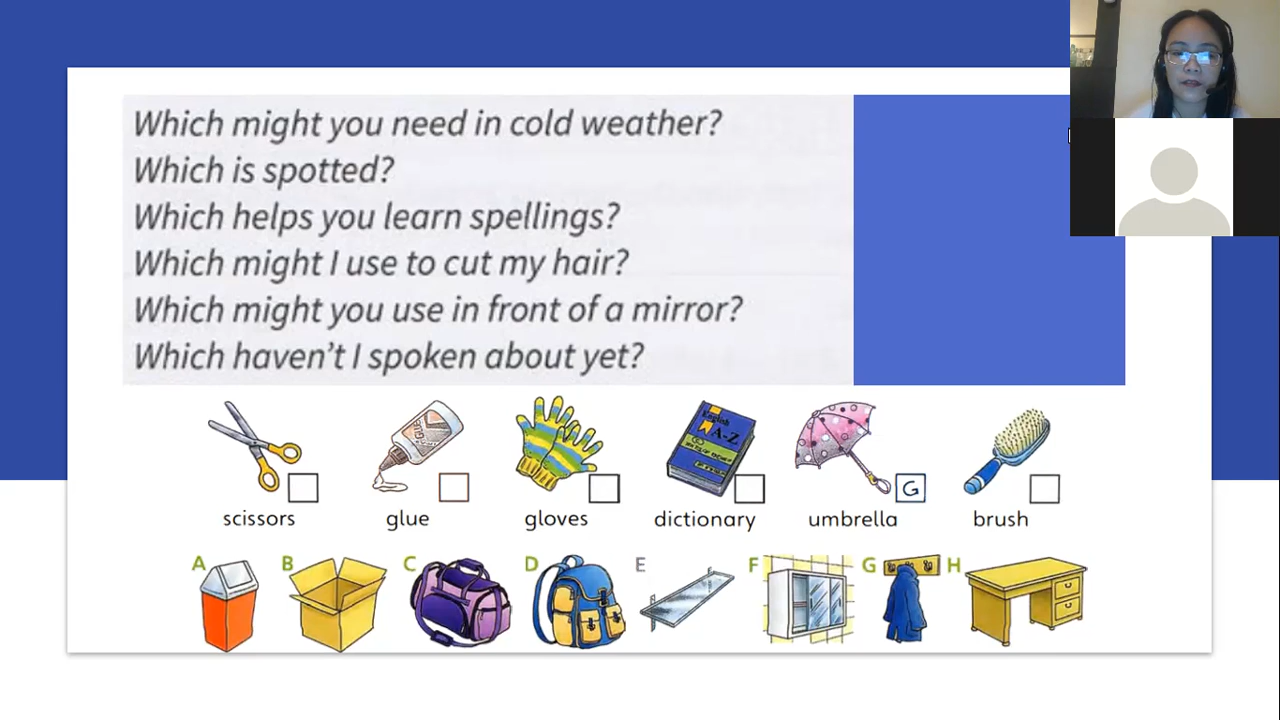 Which might you need in cold weather?
Which is spotted?
Which helps you learn spellings?
Which might I use to cut my hair?
Which might you use in front of a mirror?
Which haven't I spoken about yet?
English
A-Z
G
scissors glue gloves dictionary umbrella brush
A B C D E F G H